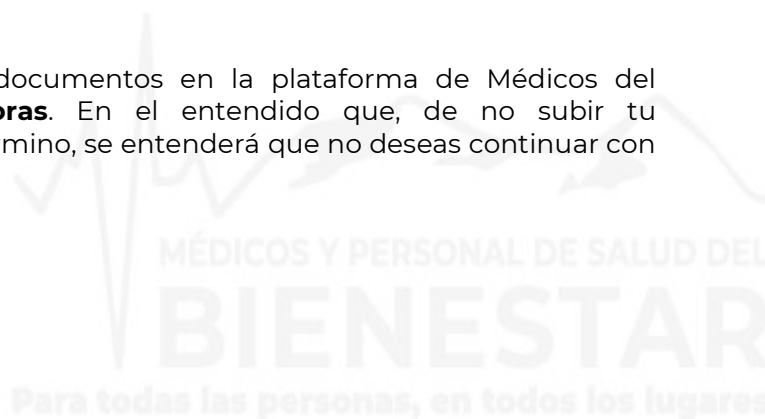 documentos en la plataforma de Médicos del
oras. En el entendido que, de no subir tu
rmino, se entenderá que no deseas continuar con
MÉDICOS Y PERSONAL DE SALUD DEL
BIENESTAR
Para todas las personas, en todos los lugares